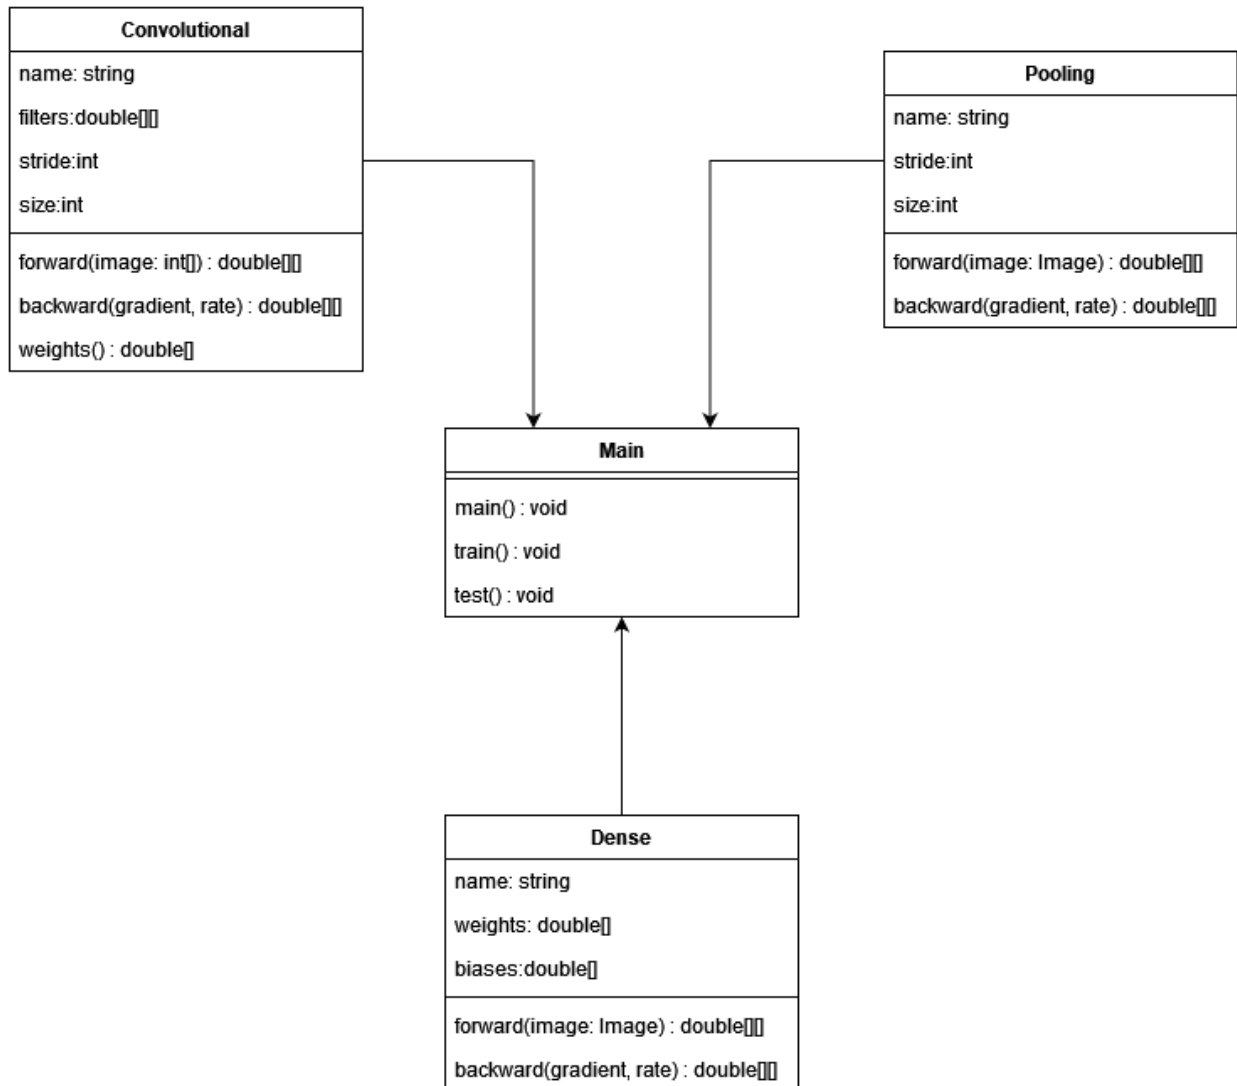 Convolutional
name: string
filters:double[][]
stride:int
size:int
forward(image: int[]) : double[][]
backward(gradient, rate) : double[][]
weights() : double[]
Pooling
name: string
stride:int
size:int
forward(image: Image) : double[][]
backward(gradient, rate) : double[][]
Main
main() : void
train() : void
test() : void
Dense
name: string
weights: double[]
biases:double[]
forward(image: Image) : double[][]
backward(gradient, rate) : double[][]